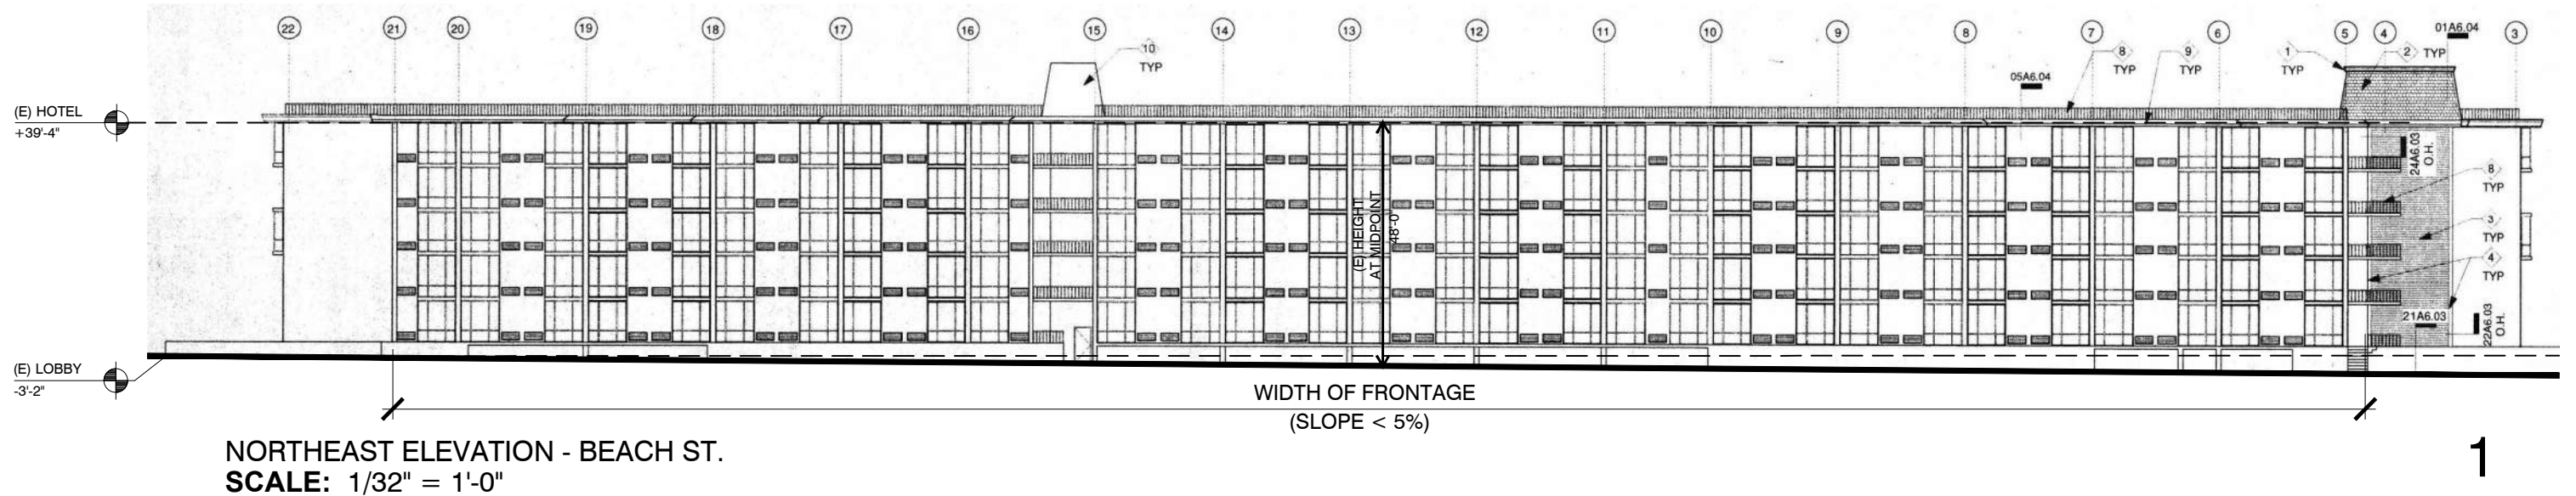 22 21 20 19 18 17 16 15 14 13 12 11 10 9 8 7 6 5 4 3
01A6.04
10
TYP
05A6.04
8
TYP
9
TYP
1
TYP
2 TYP
(E) HOTEL
+39'-4"
24A6.03
O.H.
8
TYP
3
TYP
4
TYP
(E) HEIGHT
AT MIDPOINT
48'-0"
21A6.03
22A6.03
O.H.
(E) LOBBY
-3'-2"
WIDTH OF FRONTAGE
(SLOPE < 5%)
NORTHEAST ELEVATION - BEACH ST.
SCALE: 1/32" = 1'-0"
1